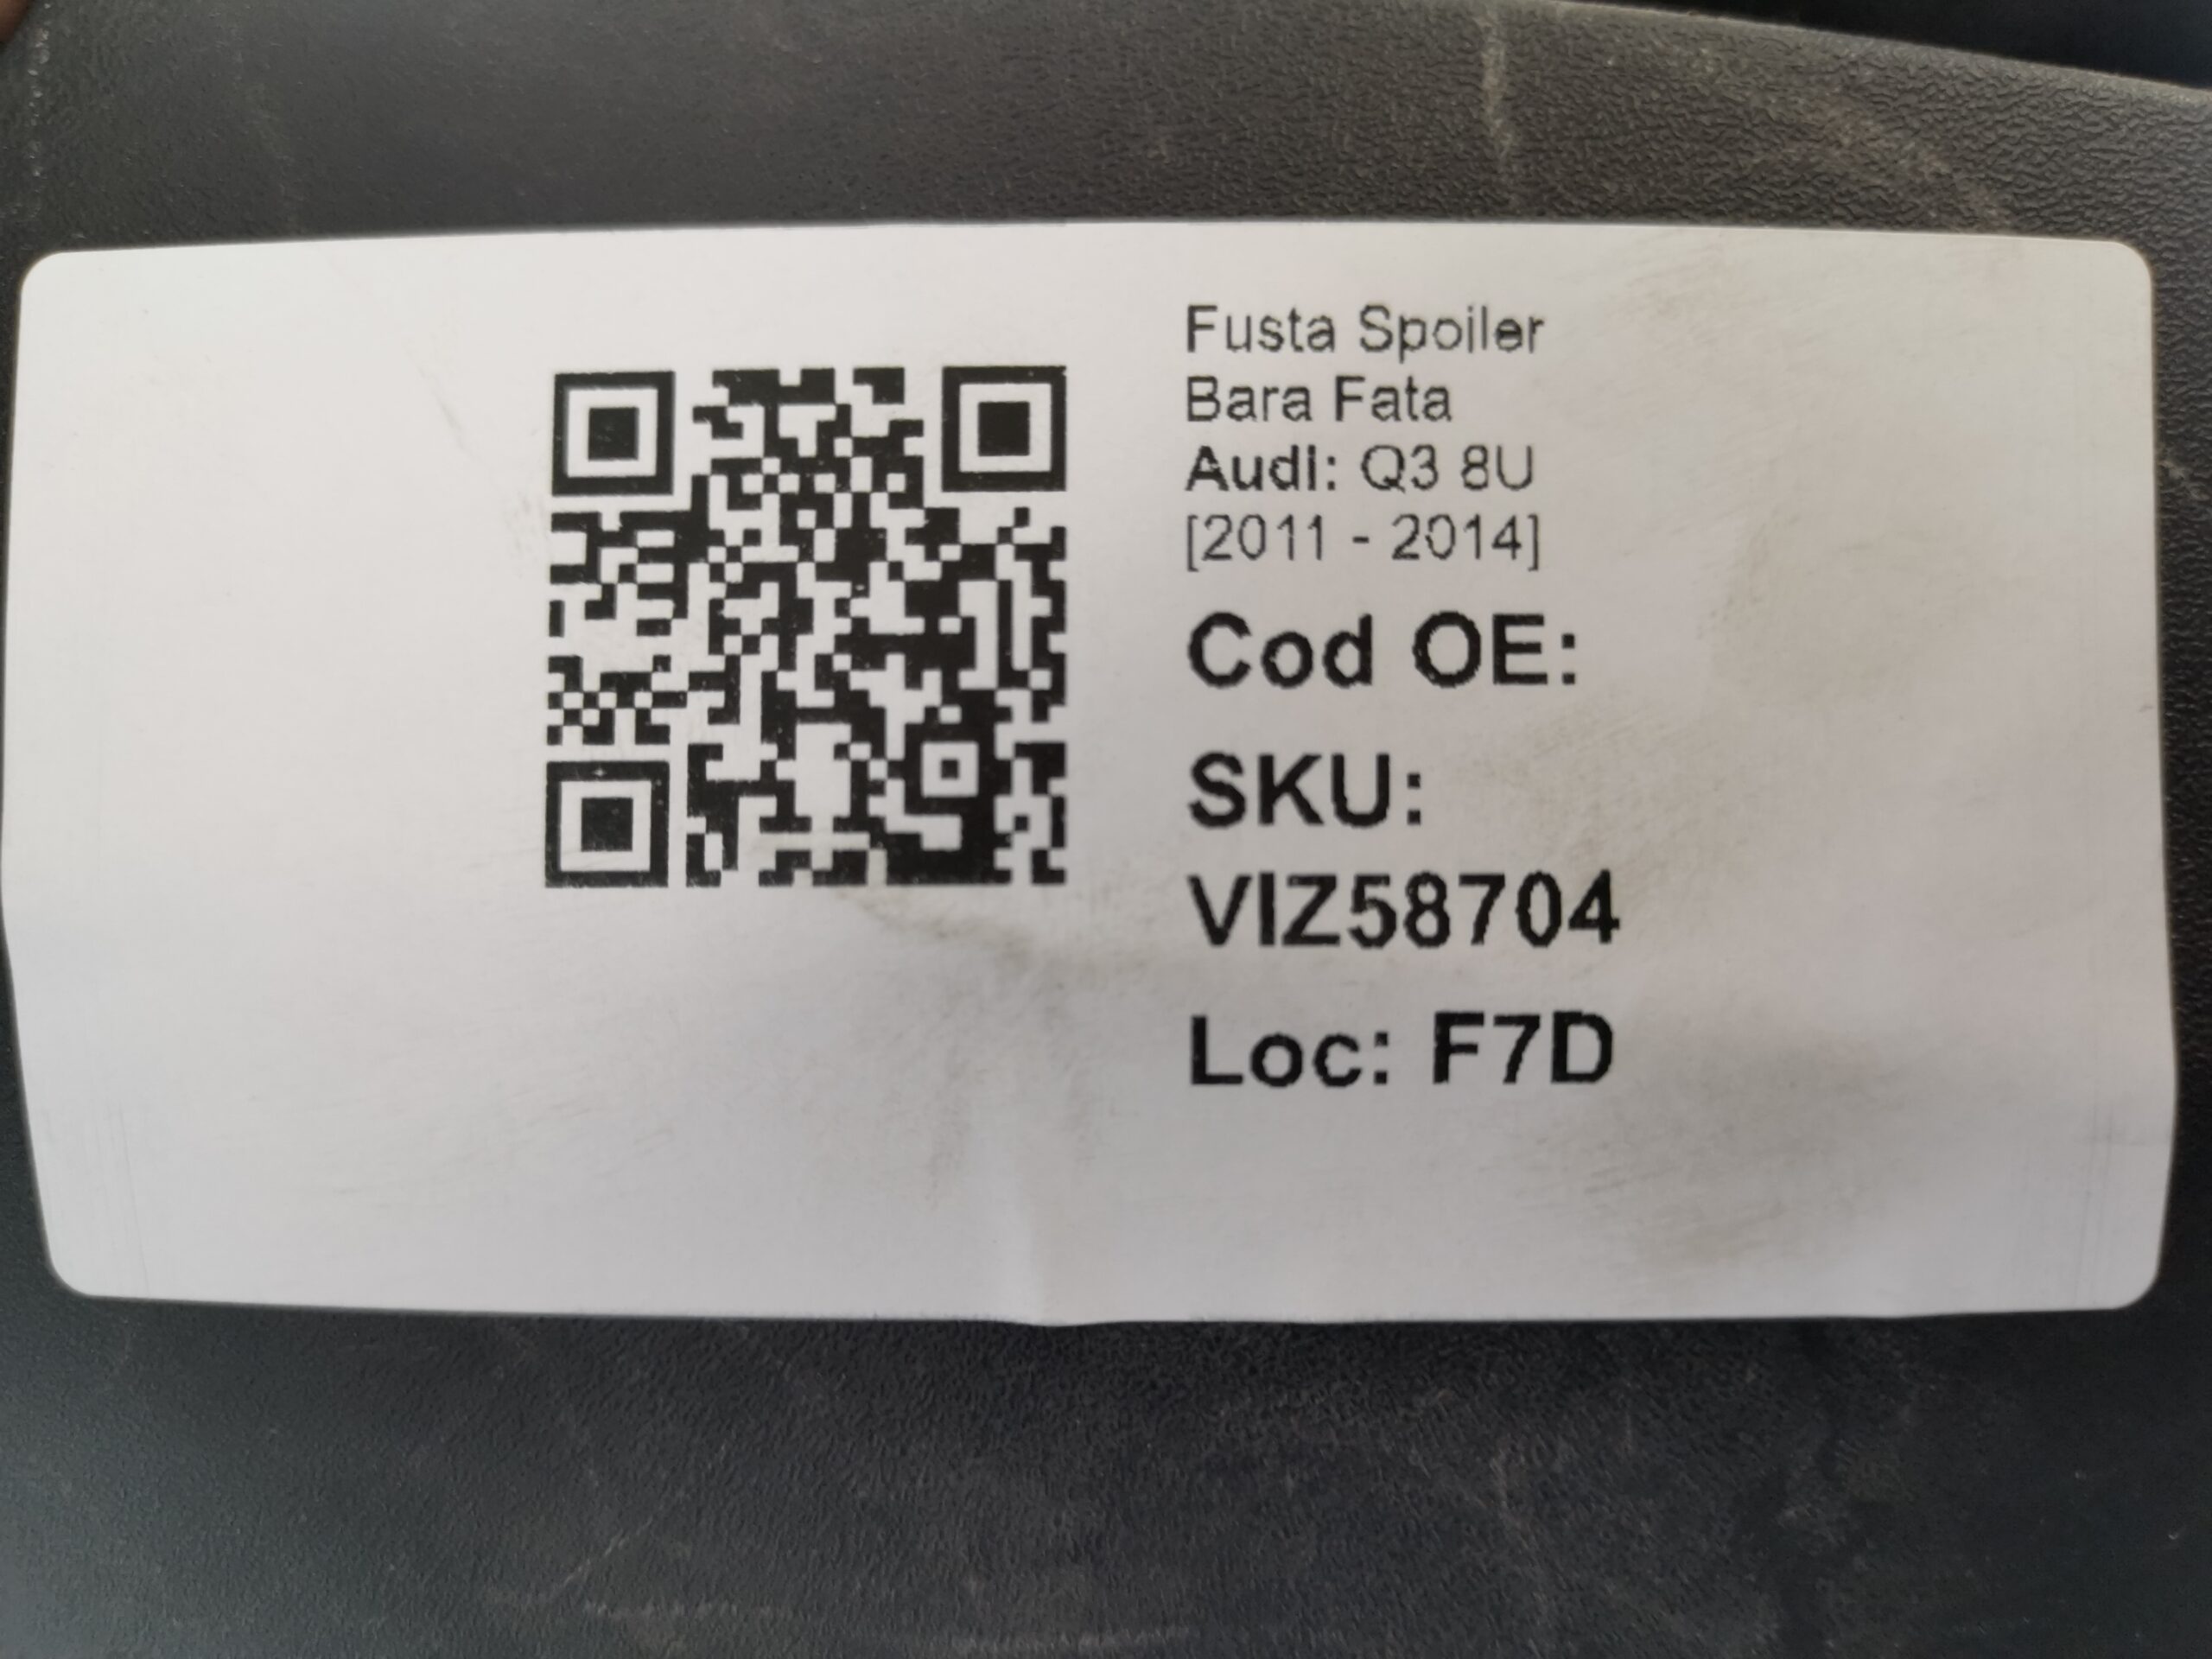 Fusta Spoiler
Bara Fata
Audi: Q3 8U
[2011 - 2014]
Cod OE:
SKU:
VIZ58704
Loc: F7D